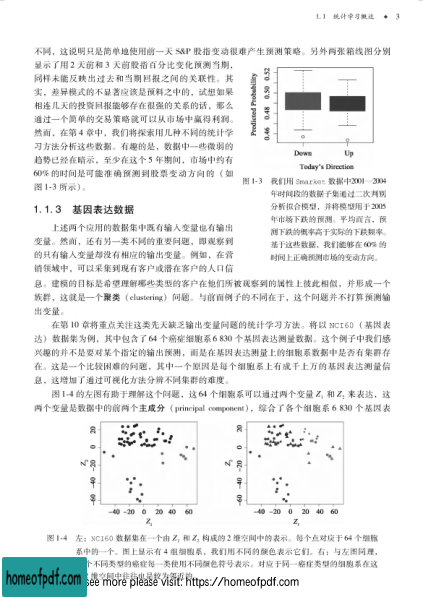 1.1 统计学习概述 ◆ 3
不同，这说明只是简单地使用前一天 S&P 股指变动很难产生预测策略。另外两张箱线图分别
显示了用 2 天前和 3 天前股指百分比变化预测当期，
同样未能反映出过去和当期回报之间的关联性。其
实，差异模式的不显著应该是预料之中的，试想如果
相连几天的投资回报能够存在很强的关系的话，那么
通过一个简单的交易策略就可以从市场中赢得利润。
然而，在第 4 章中，我们将探索用几种不同的统计学
习方法分析这些数据。有趣的是，数据中一些微弱的
趋势已经在暗示，至少在这个 5 年期间，市场中约有
60% 的时间是可能准确预测到股票变动方向的（如
图 1-3 所示）。
Predicted Probability
0.52
0.50
0.48
0.46
Down Up
Today's Direction
图 1-3 我们用 Smarket 数据中2001—2004
年时间段的数据子集通过二次判别
分析拟合模型，并将模型用于 2005
年市场下跌的预测。平均而言，预
测下跌的概率高于实际的下跌频率。
基于这些数据，我们能够在 60% 的
时间上正确预测市场的变动方向。
1.1.3 基因表达数据
上述两个应用的数据集中既有输入变量也有输出
变量。然而，还有另一类不同的重要问题，即观察到
的只有输入变量却没有相应的输出变量。例如，在营
销领域中，可以采集到现有客户或潜在客户的人口信
息。建模的目标是希望理解哪些类型的客户在他们所被观察到的属性上彼此相似，并形成一个
族群，这就是一个聚类（clustering）问题。与前面例子的不同在于，这个问题并不打算预测输
出变量。
在第 10 章将重点关注这类无天缺乏输出变量问题的统计学习方法。将以 NCI60（基因表
达）数据集为例，其中包含了 64 个癌症细胞系 6 830 个基因表达测量数据。这个例子中我们感
兴趣的并不是要对某个指定的输出预测，而是在基因表达测量上的细胞系数据中是否有集群存
在。这是一个比较困难的问题，其中一个原因是每个细胞系上有成千上万的基因表达测量信
息，这增加了通过可视化方法分辨不同集群的难度。
图 1-4 的左图有助于理解这个问题，这 64 个细胞系可以通过两个变量 Z₁ 和 Z₂ 来表达，这
两个变量是数据中的前两个主成分（principal component），综合了各个细胞系 6 830 个基因表
Z₂
20
0
-20
-40
-60
-40 -20 0 20 40 60
Z₁
Z₂
20
0
-20
-40
-60
-40 -20 0 20 40 60
Z₁
图 1-4 左：NCI60 数据集在一个由 Z₁ 和 Z₂ 构成的 2 维空间中的表示。每个点对应于 64 个细胞
系中的一个。图上显示有 4 组细胞系，我们用不同的颜色表示它们。右：与左图同理，
个不同类型的癌症每一类使用不同颜色符号表示。对应于同一癌症类型的细胞系在这
维空间中往往也是较为邻近的
homeofpdf.com
see more please visit: https://homeofpdf.com